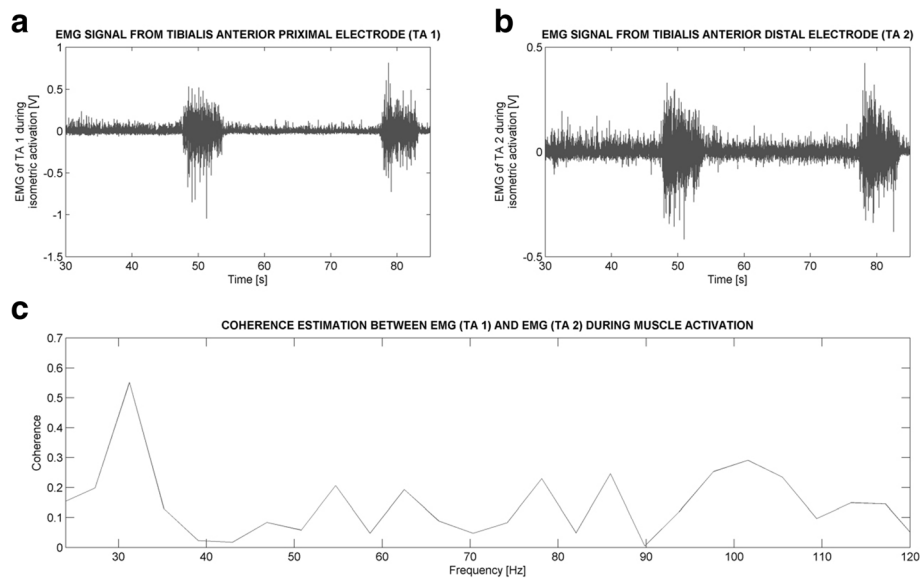 a
EMG SIGNAL FROM TIBIALIS ANTERIOR PRIXIMAL ELECTRODE (TA 1)
1
0.5
0
-0.5
-1
-1.5
EMG of TA 1 during
isometric activation [V]
30 40 50 60 70 80
Time [s]
b
EMG SIGNAL FROM TIBIALIS ANTERIOR DISTAL ELECTRODE (TA 2)
0.5
0
-0.5
EMG of TA 2 during
isometric activation [V]
30 40 50 60 70 80
Time [s]
c
COHERENCE ESTIMATION BETWEEN EMG (TA 1) AND EMG (TA 2) DURING MUSCLE ACTIVATION
0.7
0.6
0.5
0.4
0.3
0.2
0.1
0
Coherence
30 40 50 60 70 80 90 100 110 120
Frequency [Hz]